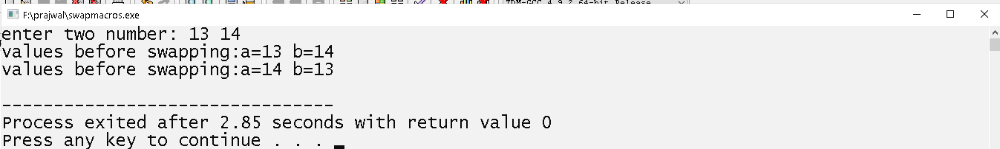 TDM-GCC 4.9.2 64-bit Release
F:\prajwal\swapmacros.exe
enter two number: 13 14
values before swapping:a=13 b=14
values before swapping:a=14 b=13
--------------------------------
Process exited after 2.85 seconds with return value 0
Press any key to continue . . .